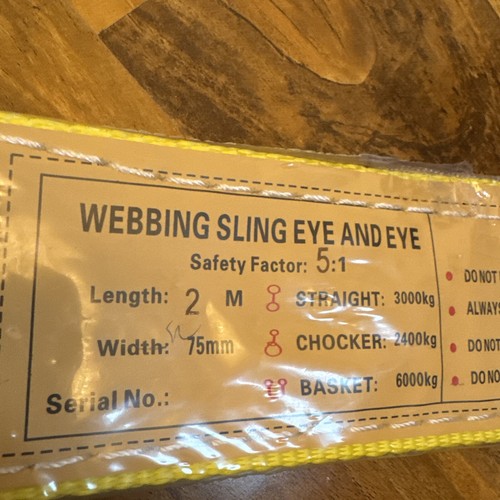 WEBBING SLING EYE AND EYE
Safety Factor: 5:1
Length: 2 M STRAIGHT: 3000kg
Width: 75mm CHOCKER: 2400kg
Serial No.: BASKET: 6000kg
DO NOT
ALWAYS
DO NOT
DO NO